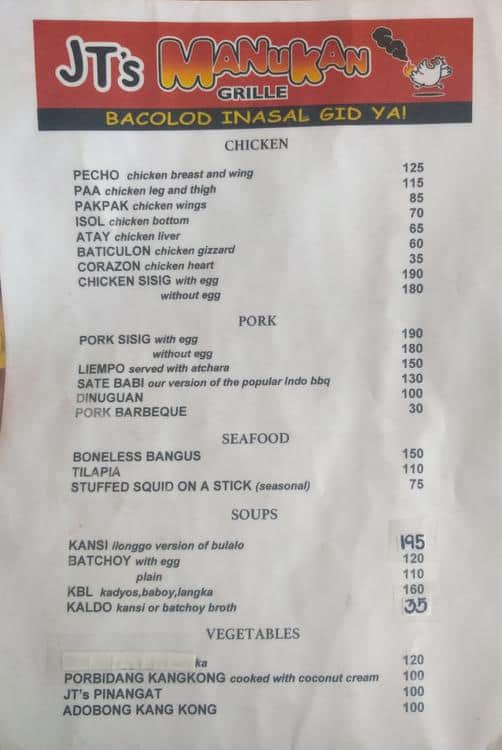 JT's MANUKAN
GRILLE
BACOLOD INASAL GID YA!
CHICKEN
PECHO chicken breast and wing 125
PAA chicken leg and thigh 115
PAKPAK chicken wings 85
ISOL chicken bottom 70
ATAY chicken liver 65
BATICULON chicken gizzard 60
CORAZON chicken heart 35
CHICKEN SISIG with egg 190
without egg 180
PORK
PORK SISIG with egg 190
without egg 180
LIEMPO served with atchara 150
SATE BABI our version of the popular Indo bbq 130
DINUGUAN 100
PORK BARBEQUE 30
SEAFOOD
BONELESS BANGUS 150
TILAPIA 110
STUFFED SQUID ON A STICK (seasonal) 75
SOUPS
KANSI ilonggo version of bulalo 195
BATCHOY with egg 120
plain 110
KBL kadyos,baboy,langka 160
KALDO kansi or batchoy broth 35
VEGETABLES
ka 120
PORBIDANG KANGKONG cooked with coconut cream 100
JT's PINANGAT 100
ADOBONG KANG KONG 100